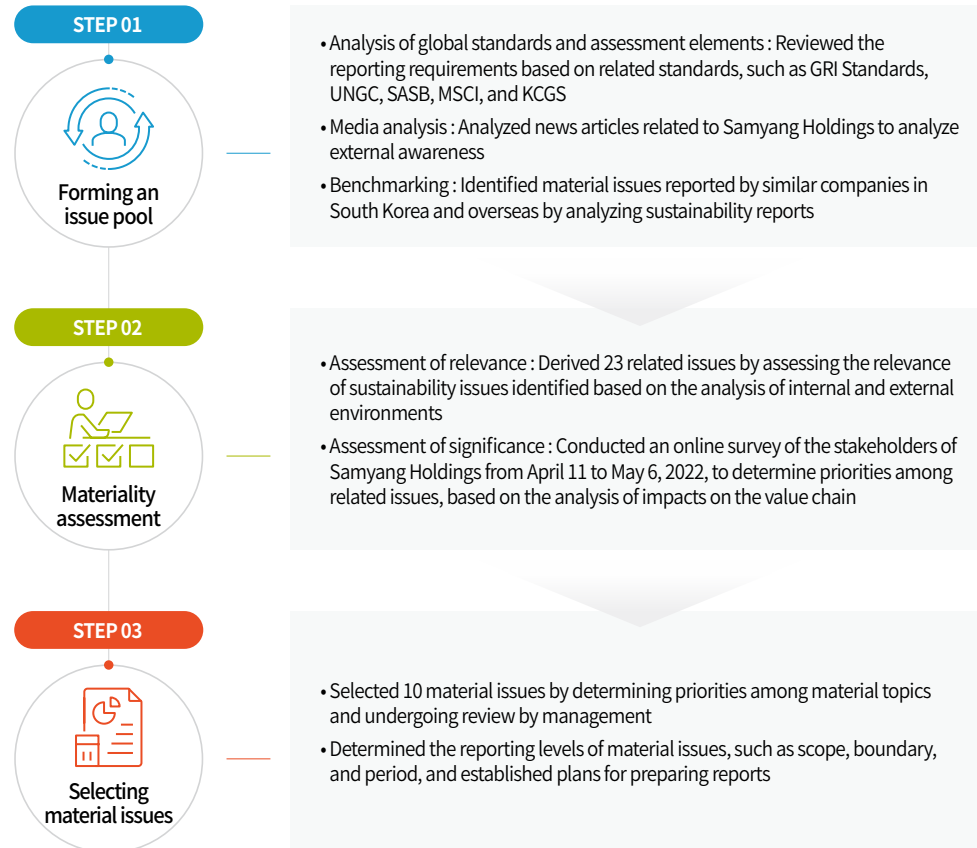 STEP 01
Forming an
issue pool
• Analysis of global standards and assessment elements : Reviewed the
reporting requirements based on related standards, such as GRI Standards,
UNGC, SASB, MSCI, and KCGS
• Media analysis : Analyzed news articles related to Samyang Holdings to analyze
external awareness
• Benchmarking : Identified material issues reported by similar companies in
South Korea and overseas by analyzing sustainability reports
STEP 02
Materiality
assessment
• Assessment of relevance : Derived 23 related issues by assessing the relevance
of sustainability issues identified based on the analysis of internal and external
environments
• Assessment of significance : Conducted an online survey of the stakeholders of
Samyang Holdings from April 11 to May 6, 2022, to determine priorities among
related issues, based on the analysis of impacts on the value chain
STEP 03
Selecting
material issues
• Selected 10 material issues by determining priorities among material topics
and undergoing review by management
• Determined the reporting levels of material issues, such as scope, boundary,
and period, and established plans for preparing reports